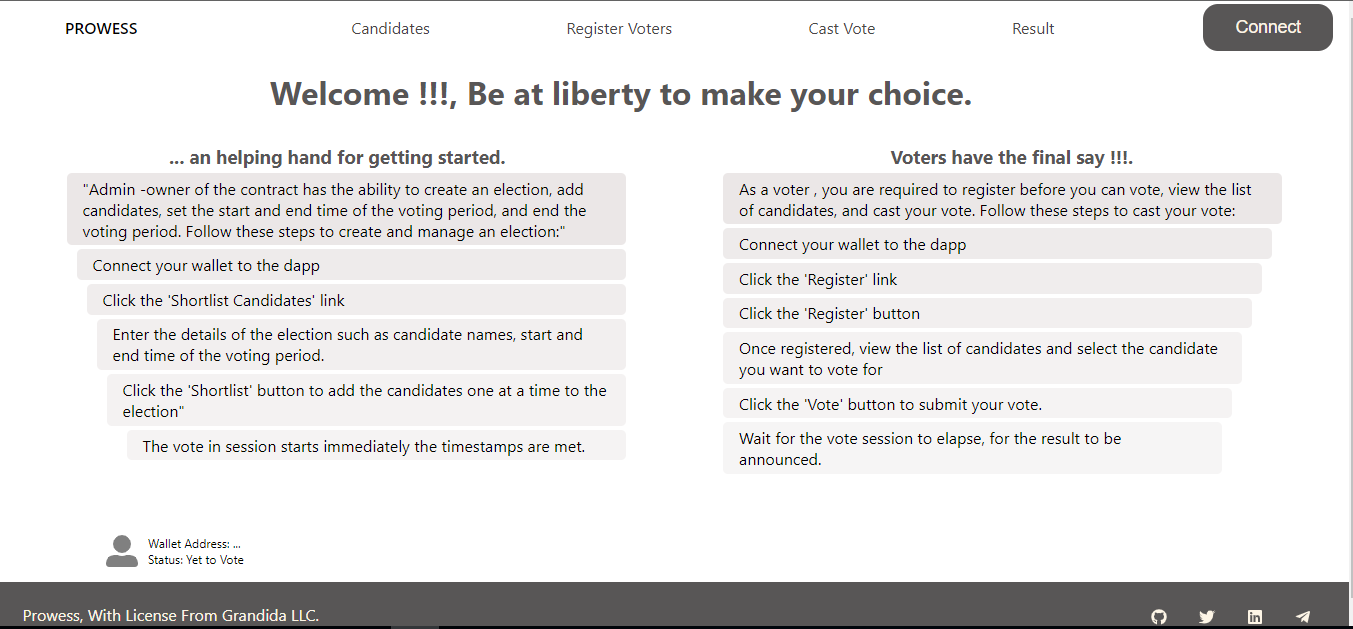 PROWESS
Candidates
Register Voters
Cast Vote
Result
Connect
Welcome !!!, Be at liberty to make your choice.
... an helping hand for getting started.
"Admin -owner of the contract has the ability to create an election, add
candidates, set the start and end time of the voting period, and end the
voting period. Follow these steps to create and manage an election:"
Connect your wallet to the dapp
Click the 'Shortlist Candidates' link
Enter the details of the election such as candidate names, start and
end time of the voting period.
Click the 'Shortlist' button to add the candidates one at a time to the
election"
The vote in session starts immediately the timestamps are met.
Voters have the final say !!!.
As a voter , you are required to register before you can vote, view the list
of candidates, and cast your vote. Follow these steps to cast your vote:
Connect your wallet to the dapp
Click the 'Register' link
Click the 'Register' button
Once registered, view the list of candidates and select the candidate
you want to vote for
Click the 'Vote' button to submit your vote.
Wait for the vote session to elapse, for the result to be
announced.
Wallet Address: ...
Status: Yet to Vote
Prowess, With License From Grandida LLC.